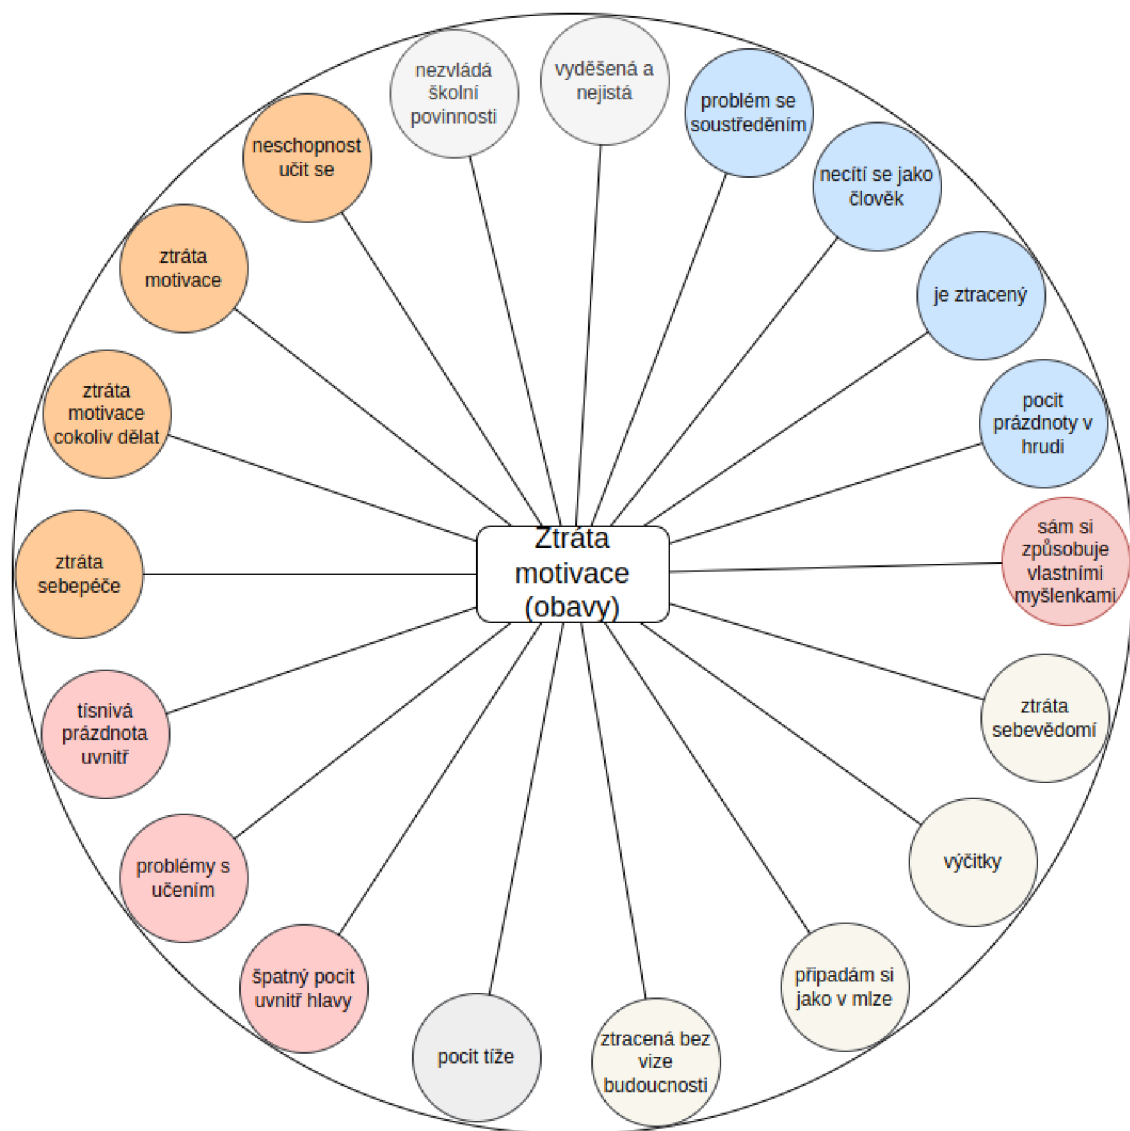 nezvládá
školní
povinnosti
vyděšená a
nejistá
problém se
soustředěním
necítí se jako
člověk
je ztracený
pocit
prázdnoty v
hrudi
sám si
způsobuje
vlastními
myšlenkami
ztráta
sebevědomí
výčitky
připadám si
jako v mlze
ztracená bez
vize
budoucnosti
pocit tíže
špatný pocit
uvnitř hlavy
problémy s
učením
tísnivá
prázdnota
uvnitř
ztráta
sebepéče
ztráta
motivace
cokoliv dělat
ztráta
motivace
neschopnost
učit se
Ztráta
motivace
(obavy)